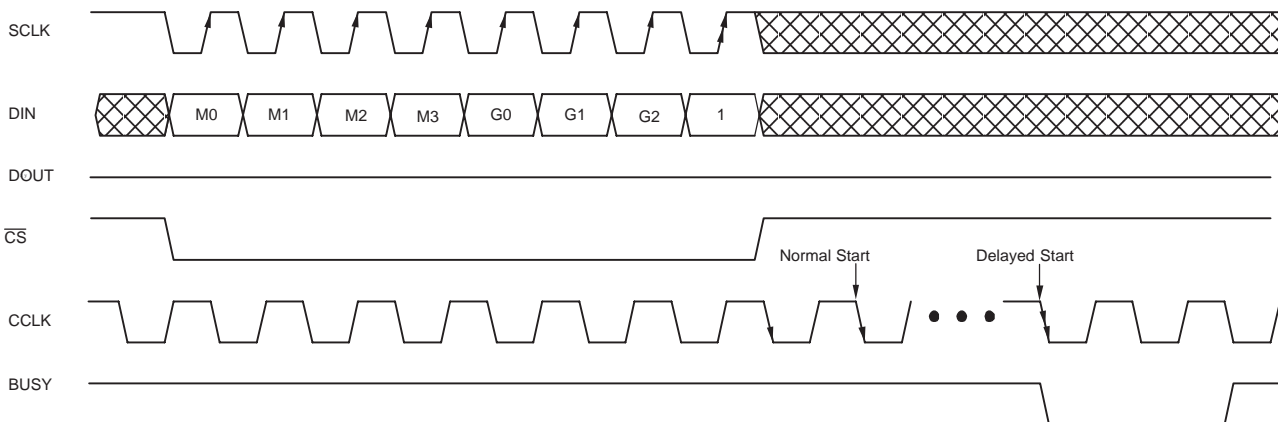 SCLK
DIN M0 M1 M2 M3 G0 G1 G2 1
DOUT
CS
Normal Start Delayed Start
CCLK
BUSY